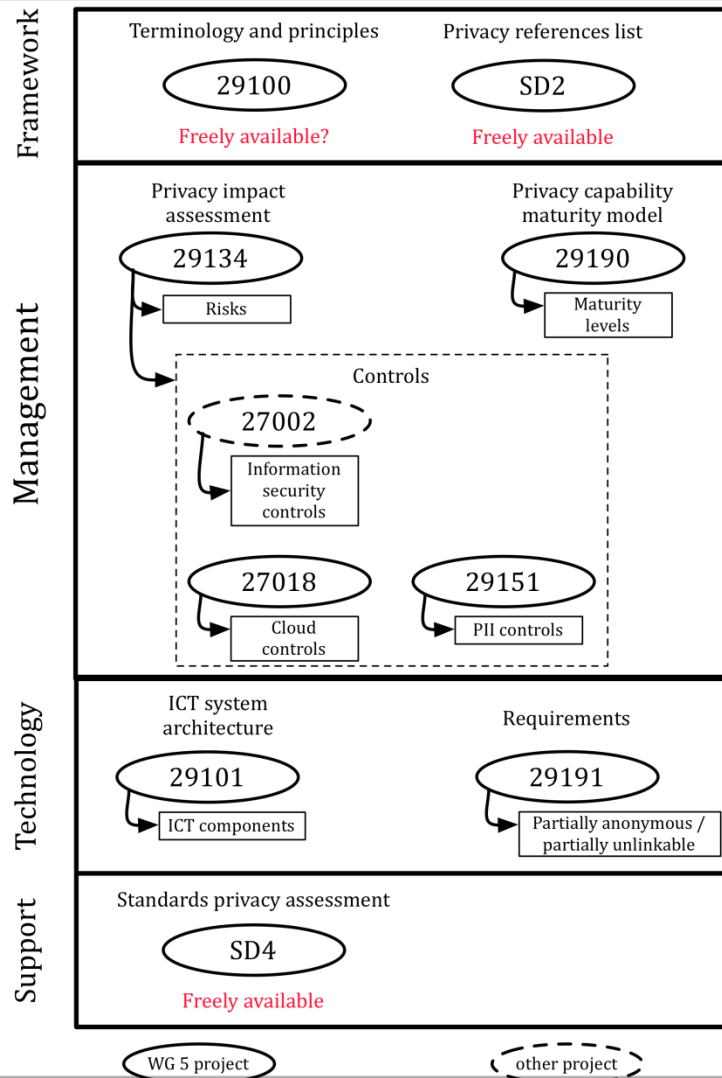 Framework
Terminology and principles
29100
Freely available?
Privacy references list
SD2
Freely available
Management
Privacy impact
assessment
29134
Risks
Privacy capability
maturity model
29190
Maturity
levels
Controls
27002
Information
security
controls
27018
Cloud
controls
29151
PII controls
Technology
ICT system
architecture
29101
ICT components
Requirements
29191
Partially anonymous /
partially unlinkable
Support
Standards privacy assessment
SD4
Freely available
WG 5 project
other project